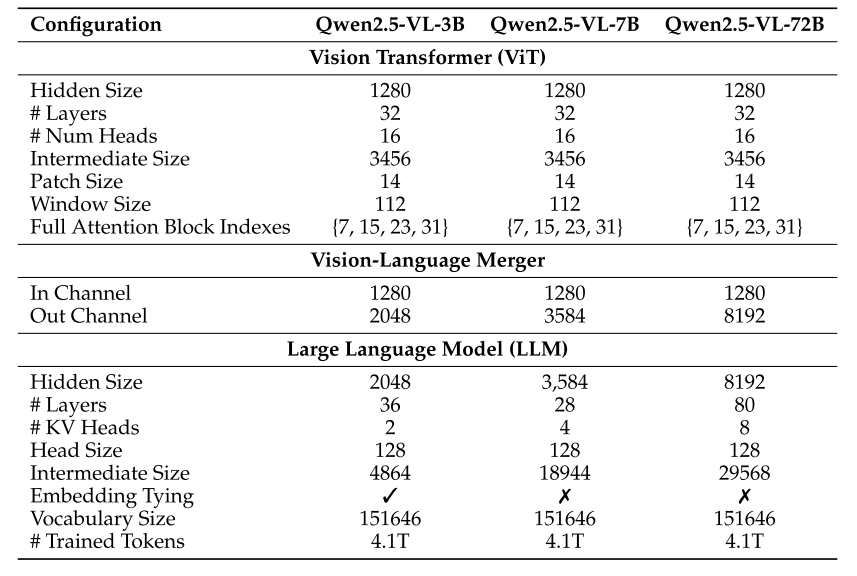 Configuration Qwen2.5-VL-3B Qwen2.5-VL-7B Qwen2.5-VL-72B
Vision Transformer (ViT)
Hidden Size 1280 1280 1280
# Layers 32 32 32
# Num Heads 16 16 16
Intermediate Size 3456 3456 3456
Patch Size 14 14 14
Window Size 112 112 112
Full Attention Block Indexes {7, 15, 23, 31} {7, 15, 23, 31} {7, 15, 23, 31}
Vision-Language Merger
In Channel 1280 1280 1280
Out Channel 2048 3584 8192
Large Language Model (LLM)
Hidden Size 2048 3,584 8192
# Layers 36 28 80
# KV Heads 2 4 8
Head Size 128 128 128
Intermediate Size 4864 18944 29568
Embedding Tying ✓ ✗ ✗
Vocabulary Size 151646 151646 151646
# Trained Tokens 4.1T 4.1T 4.1T